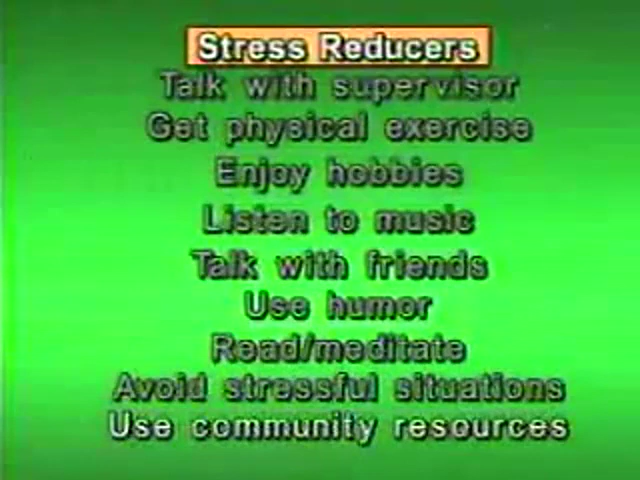 Stress Reducers
Talk with supervisor
Get physical exercise
Enjoy hobbies
Listen to music
Talk with friends
Use humor
Read/meditate
Avoid stressful situations
Use community resources